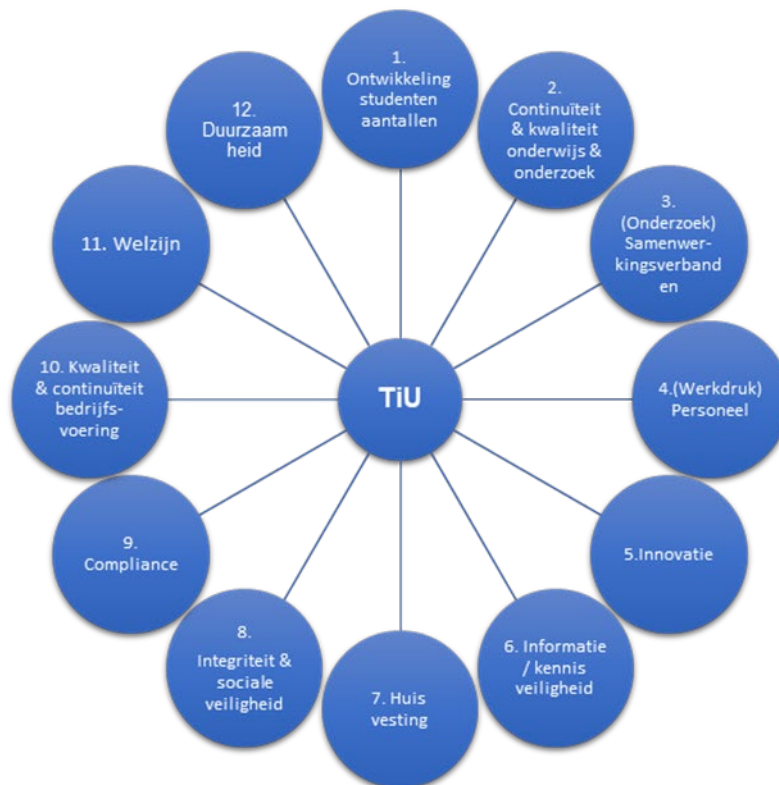 1.
Ontwikkeling
studenten
aantallen
2.
Continuïteit
& kwaliteit
onderwijs &
onderzoek
3.
(Onderzoek)
Samenwer-
kingsverband
en
4.(Werkdruk)
Personeel
5.Innovatie
6. Informatie
/ kennis
veiligheid
7. Huis
vesting
8.
Integriteit &
sociale
veiligheid
9.
Compliance
10. Kwaliteit
& continuïteit
bedrijfs-
voering
11. Welzijn
12.
Duurzaam
heid
TiU